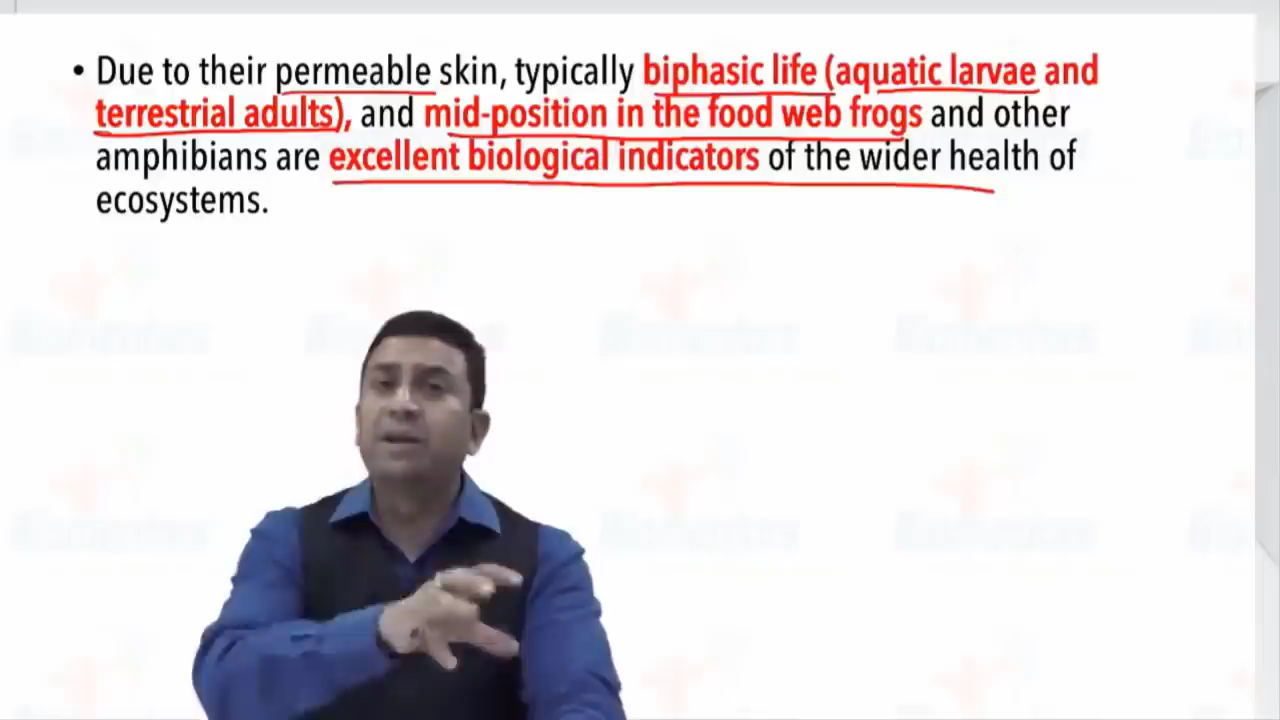 • Due to their permeable skin, typically biphasic life (aquatic larvae and
terrestrial adults), and mid-position in the food web frogs and other
amphibians are excellent biological indicators of the wider health of
ecosystems.